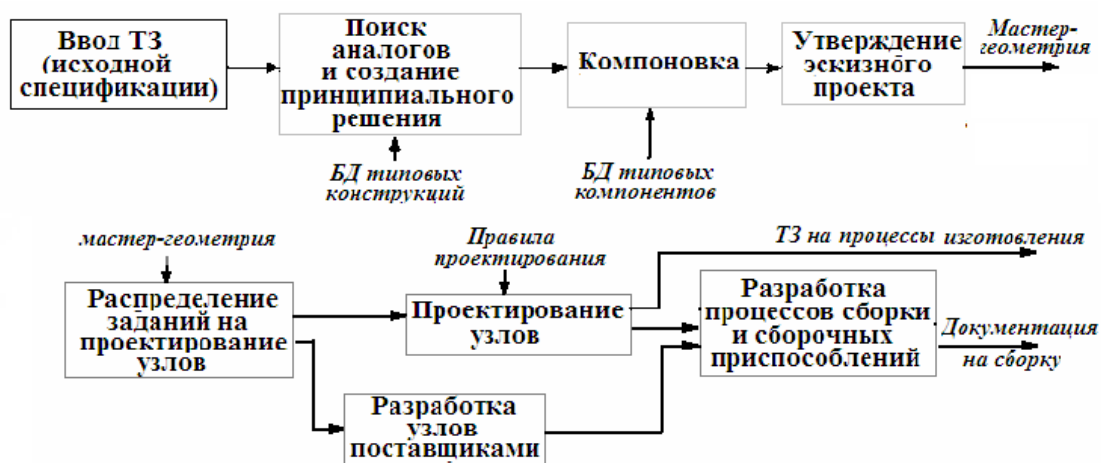 Ввод ТЗ
(исходной
спецификации)
Поиск
аналогов
и создание
принципиального
решения
Компоновка
Утверждение
эскизного
проекта
Мастер-
геометрия
БД типовых
конструкций
БД типовых
компонентов
мастер-геометрия
Правила
проектирования
ТЗ на процессы изготовления
Распределение
заданий на
проектирование
узлов
Проектирование
узлов
Разработка
процессов сборки
и сборочных
приспособлений
Документация
на сборку
Разработка
узлов
поставщиками